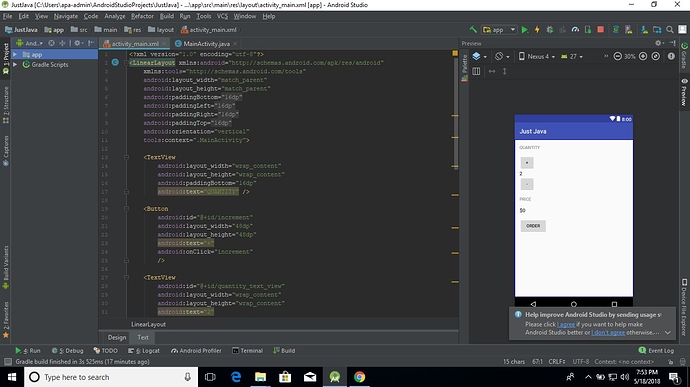 JustJava [C:\Users\apa-admin\AndroidStudioProjects\JustJava] - ...\app\src\main\res\layout\activity_main.xml [app] - Android Studio
File Edit View Navigate Code Analyze Refactor Build Run Tools VCS Window Help
app src main res layout activity_main.xml
app
And...
activity_main.xml
MainActivity.java
Preview
app
Gradle Scripts
Nexus 4
27
30%
<?xml version="1.0" encoding="utf-8"?>
<LinearLayout xmlns:android="http://schemas.android.com/apk/res/android"
xmlns:tools="http://schemas.android.com/tools"
android:layout_width="match_parent"
android:layout_height="match_parent"
android:paddingBottom="16dp"
android:paddingLeft="16dp"
android:paddingRight="16dp"
android:paddingTop="16dp"
android:orientation="vertical"
tools:context=".MainActivity">
<TextView
android:layout_width="wrap_content"
android:layout_height="wrap_content"
android:paddingBottom="16dp"
android:text="QUANTITY" />
<Button
android:id="@+id/increment"
android:layout_width="48dp"
android:layout_height="48dp"
android:text="+"
android:onClick="increment"
/>
<TextView
android:id="@+id/quantity_text_view"
android:layout_width="wrap_content"
android:layout_height="wrap_content"
android:text="2"
LinearLayout
Design Text
1: Project
7: Structure
Captures
Build Variants
2: Favorites
Palette
Gradle
Preview
Device File Explorer
8:00
Just Java
QUANTITY
+
2
-
PRICE
$0
ORDER
Help improve Android Studio by sending usage s
Please click I agree if you want to help make
Android Studio better or I don't agree otherwise....
4: Run 5: Debug TODO 6: Logcat Android Profiler Terminal Build Event Log
Gradle build finished in 3s 525ms (17 minutes ago)
15 chars 67:1 CRLF UTF-8 Context: <no context>
Type here to search
7:53 PM
5/18/2018